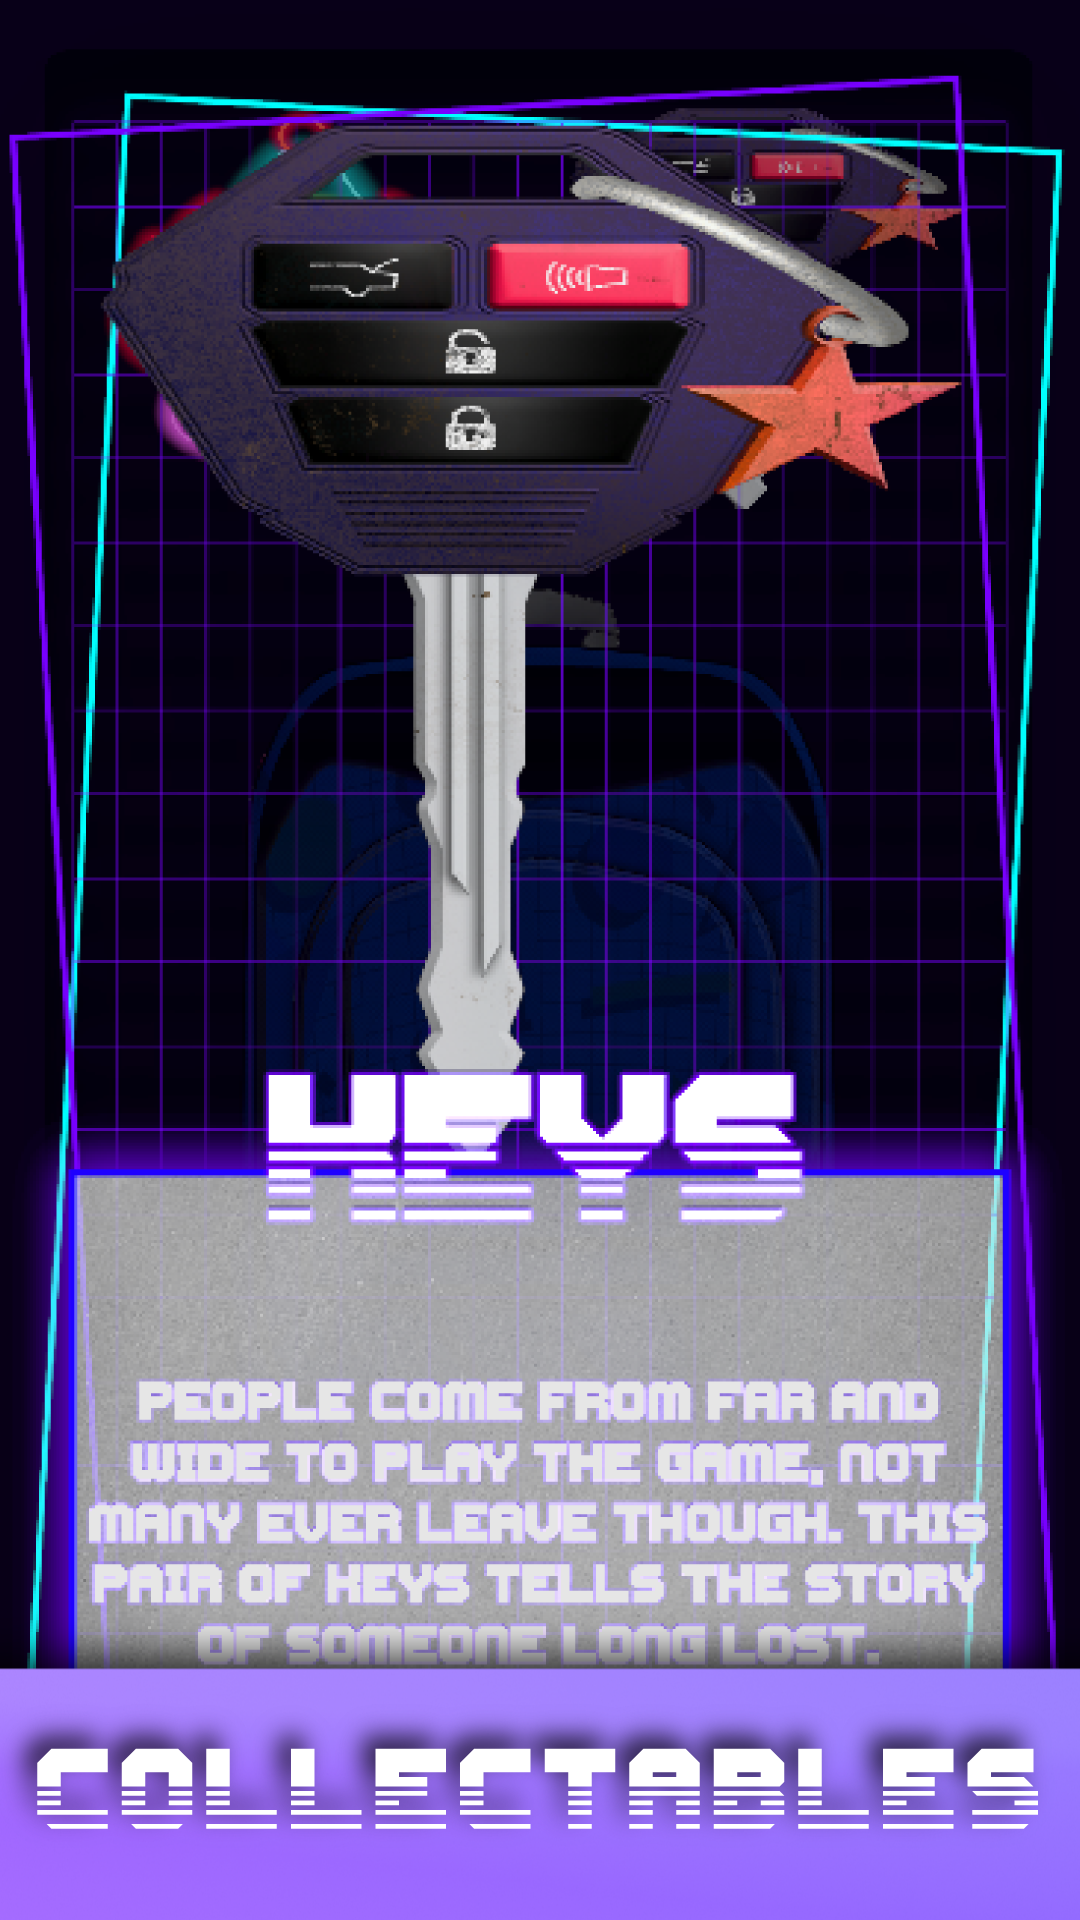 KEYS
PEOPLE COME FROM FAR AND
WIDE TO PLAY THE GAME, NOT
MANY EVER LEAVE THOUGH. THIS
PAIR OF KEYS TELLS THE STORY
OF SOMEONE LONG LOST.
COLLECTABLES